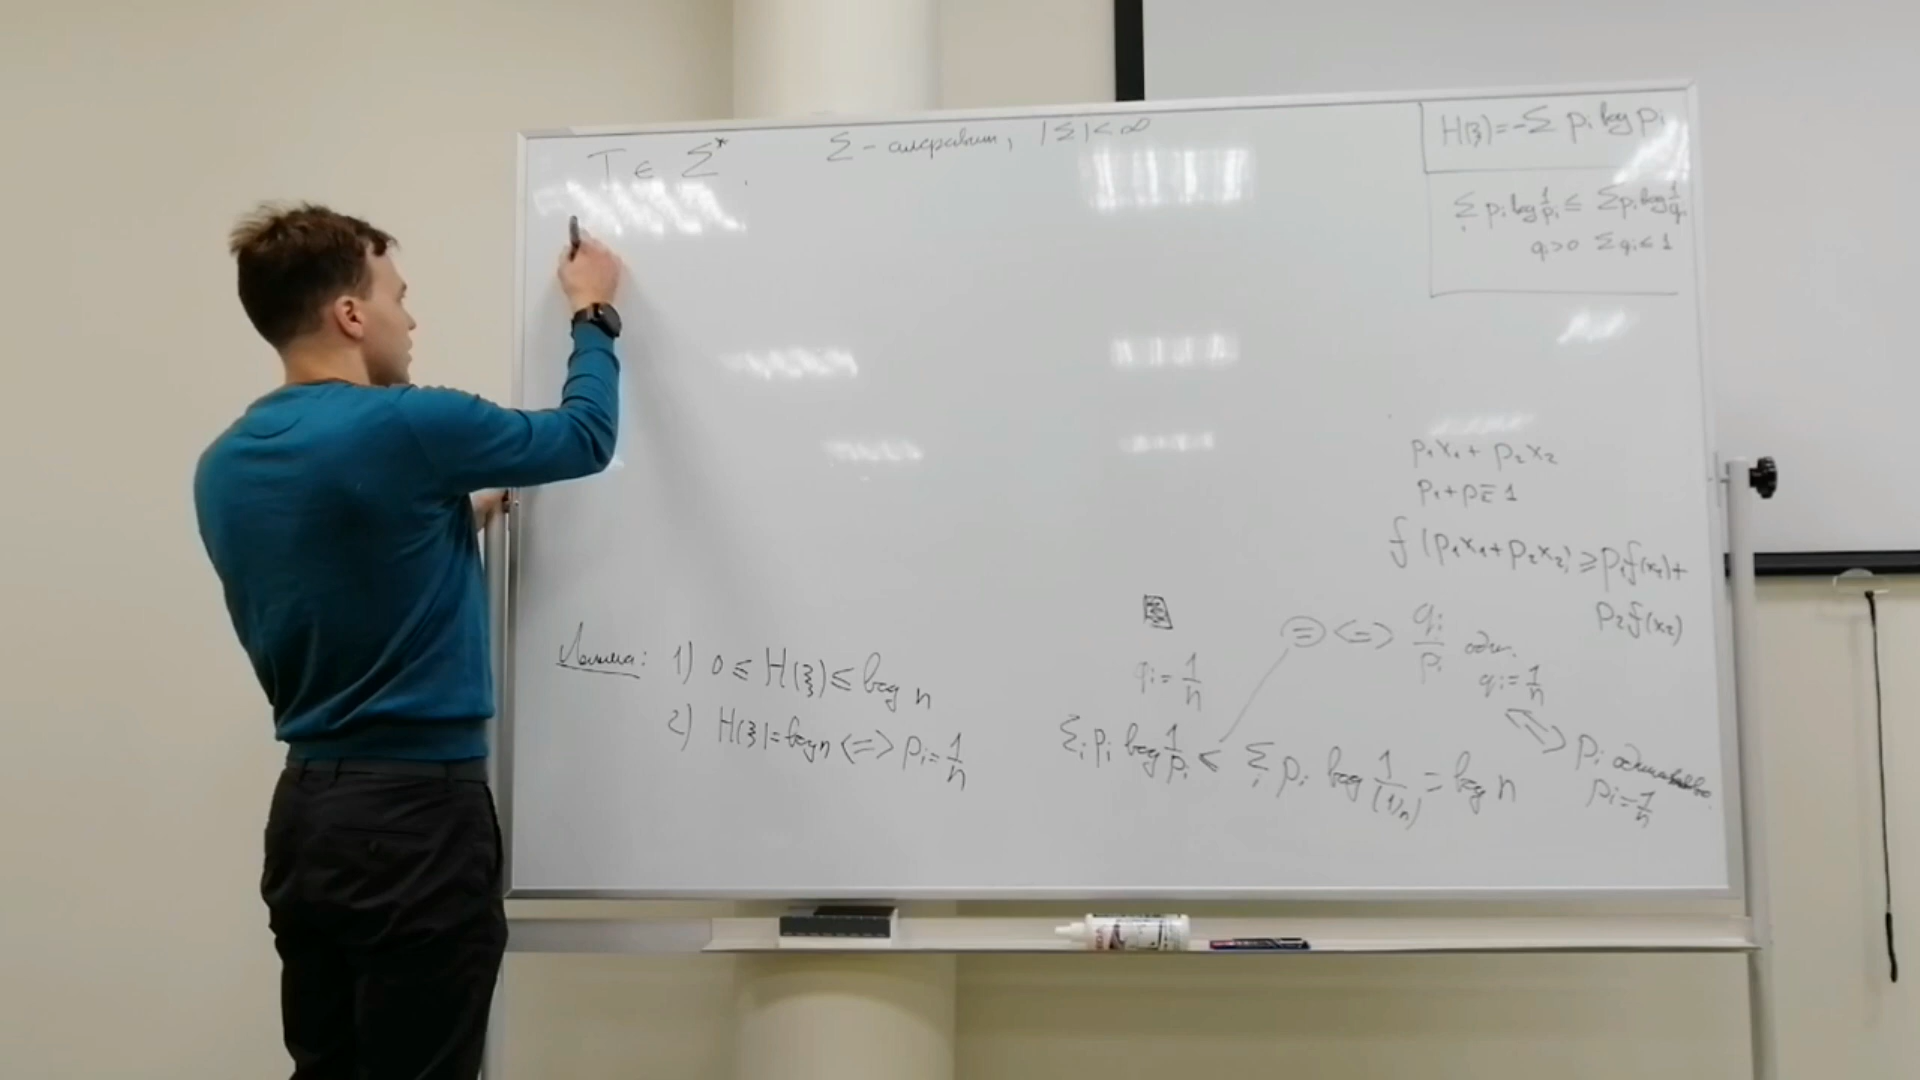 T ∈ Σ*.
Σ - алфавит, |Σ| < ∞
H(ξ) = -Σ pi log pi
Σi pi log 1/pi ≤ Σ pi log 1/qi
qi > 0 Σ qi ≤ 1
p1x1 + p2x2
p1 + p2 = 1
f(p1x1 + p2x2) ≥ p1f(x1) +
p2f(x2)
Лемма: 1) 0 ≤ H(ξ) ≤ log n
2) H(ξ) = log n <=> pi = 1/n
qi = 1/n
= <=> qi/pi один.
qi = 1/n
Σi pi log 1/pi ≤ Σi pi log 1/(1/n) = log n
pi одинаково
pi = 1/n